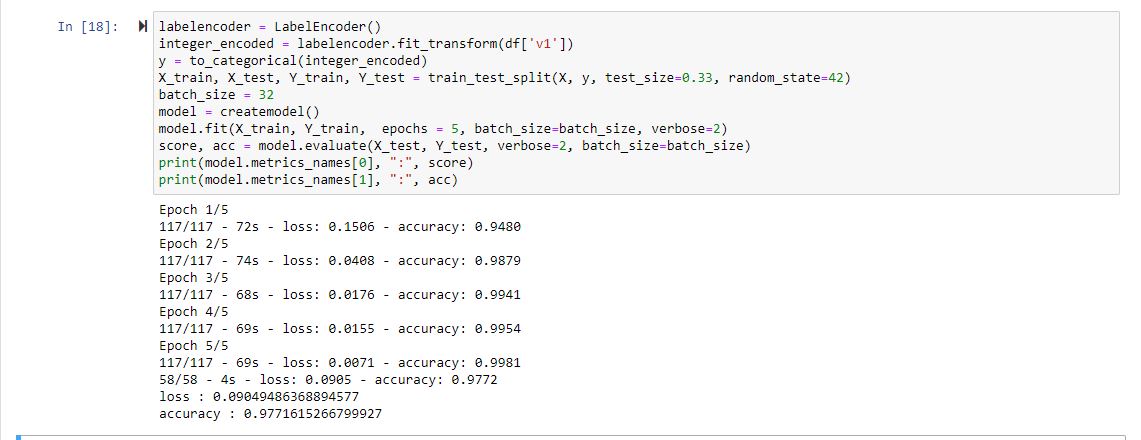 In [18]:
labelencoder = LabelEncoder()
integer_encoded = labelencoder.fit_transform(df['v1'])
y = to_categorical(integer_encoded)
X_train, X_test, Y_train, Y_test = train_test_split(X, y, test_size=0.33, random_state=42)
batch_size = 32
model = createmodel()
model.fit(X_train, Y_train,  epochs = 5, batch_size=batch_size, verbose=2)
score, acc = model.evaluate(X_test, Y_test, verbose=2, batch_size=batch_size)
print(model.metrics_names[0], ":", score)
print(model.metrics_names[1], ":", acc)
Epoch 1/5
117/117 - 72s - loss: 0.1506 - accuracy: 0.9480
Epoch 2/5
117/117 - 74s - loss: 0.0408 - accuracy: 0.9879
Epoch 3/5
117/117 - 68s - loss: 0.0176 - accuracy: 0.9941
Epoch 4/5
117/117 - 69s - loss: 0.0155 - accuracy: 0.9954
Epoch 5/5
117/117 - 69s - loss: 0.0071 - accuracy: 0.9981
58/58 - 4s - loss: 0.0905 - accuracy: 0.9772
loss : 0.09049486368894577
accuracy : 0.9771615266799927